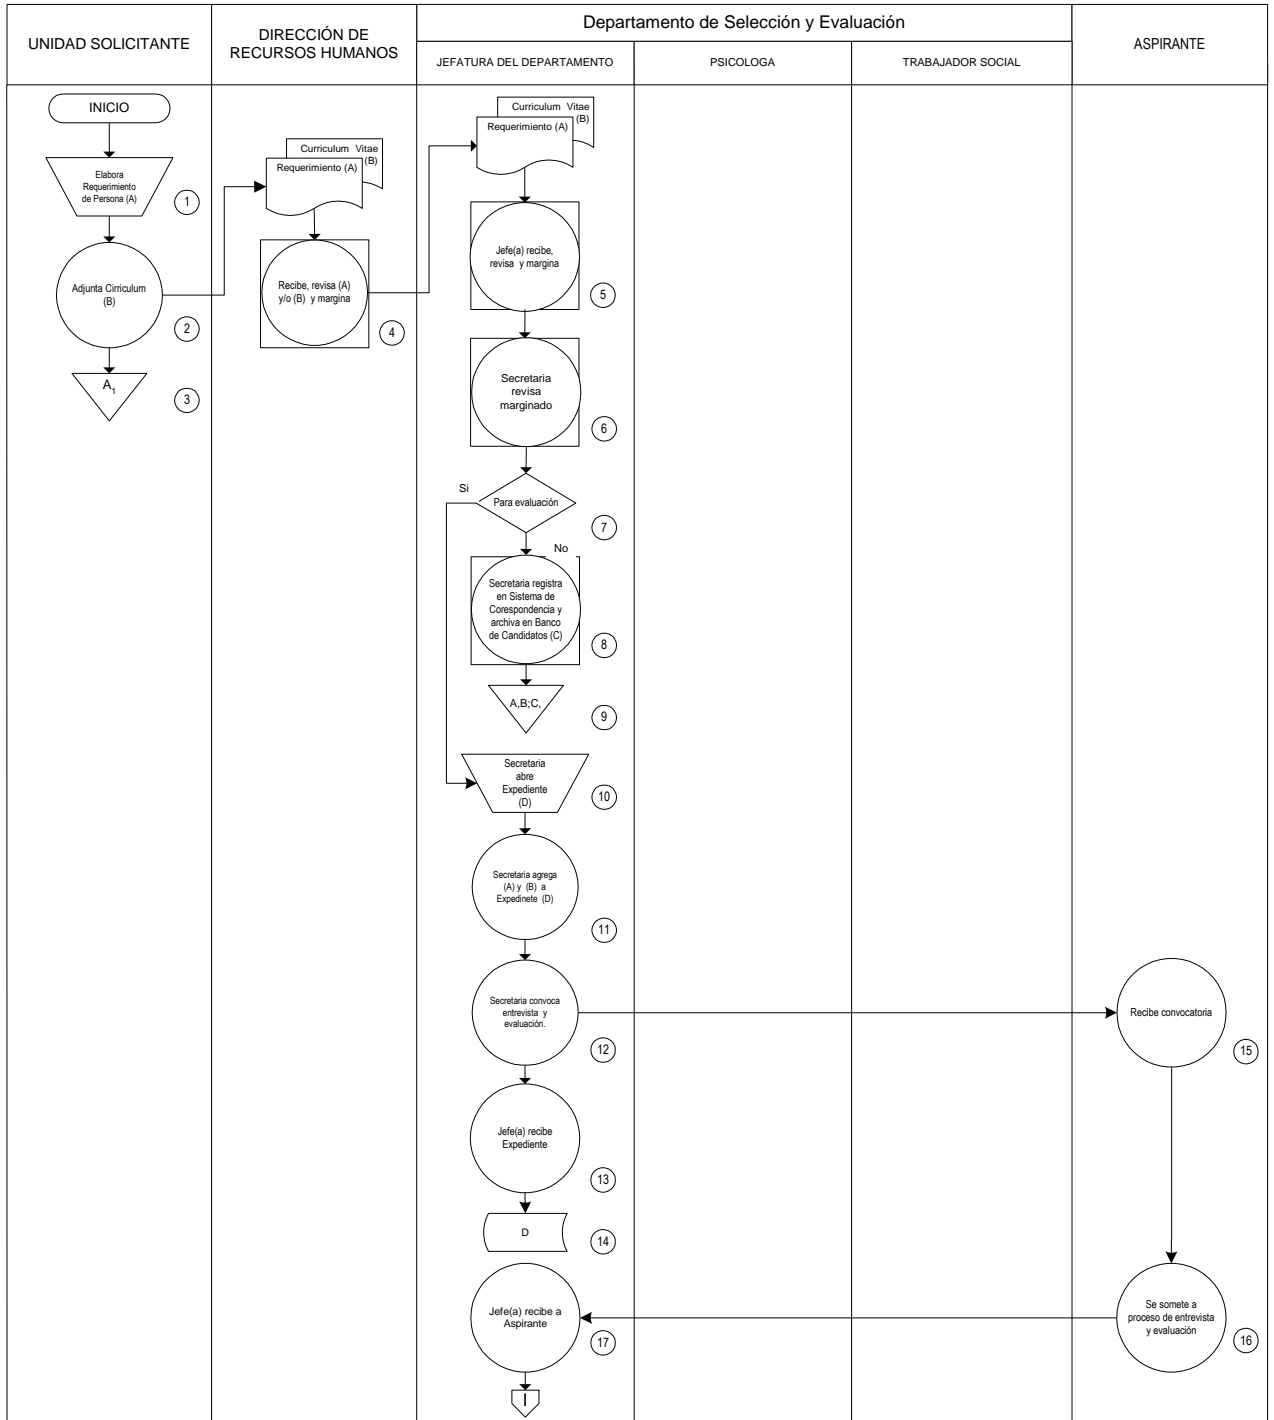 UNIDAD SOLICITANTE
DIRECCIÓN DE
RECURSOS HUMANOS
Departamento de Selección y Evaluación
JEFATURA DEL DEPARTAMENTO
PSICOLOGA
TRABAJADOR SOCIAL
ASPIRANTE
INICIO
Elabora
Requerimiento
de Persona (A)
1
Adjunta Cirriculum
(B)
2
A1
3
Curriculum Vitae
(B)
Requerimiento (A)
Recibe, revisa (A)
y/o (B) y margina
4
Curriculum Vitae
(B)
Requerimiento (A)
Jefe(a) recibe,
revisa y margina
5
Secretaria
revisa
marginado
6
Si
Para evaluación
7
No
Secretaria registra
en Sistema de
Corespondencia y
archiva en Banco
de Candidatos (C)
8
A,B;C,
9
Secretaria
abre
Expediente
(D)
10
Secretaria agrega
(A) y (B) a
Expedinete (D)
11
Secretaria convoca
entrevista y
evaluación.
12
Recibe convocatoria
15
Jefe(a) recibe
Expediente
13
D
14
Se somete a
proceso de entrevista
y evaluación
16
Jefe(a) recibe a
Aspirante
17
I